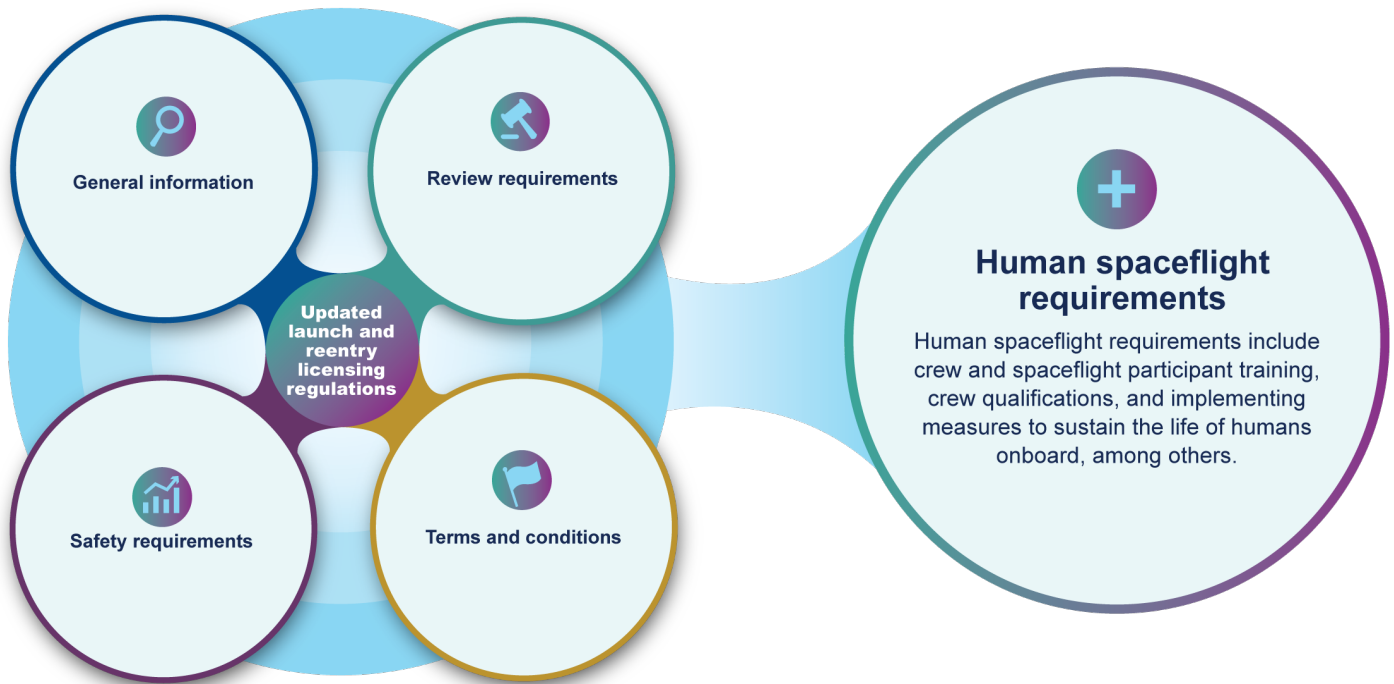 General information
Review requirements
Updated
launch and
reentry
licensing
regulations
Safety requirements
Terms and conditions
Human spaceflight
requirements
Human spaceflight requirements include
crew and spaceflight participant training,
crew qualifications, and implementing
measures to sustain the life of humans
onboard, among others.